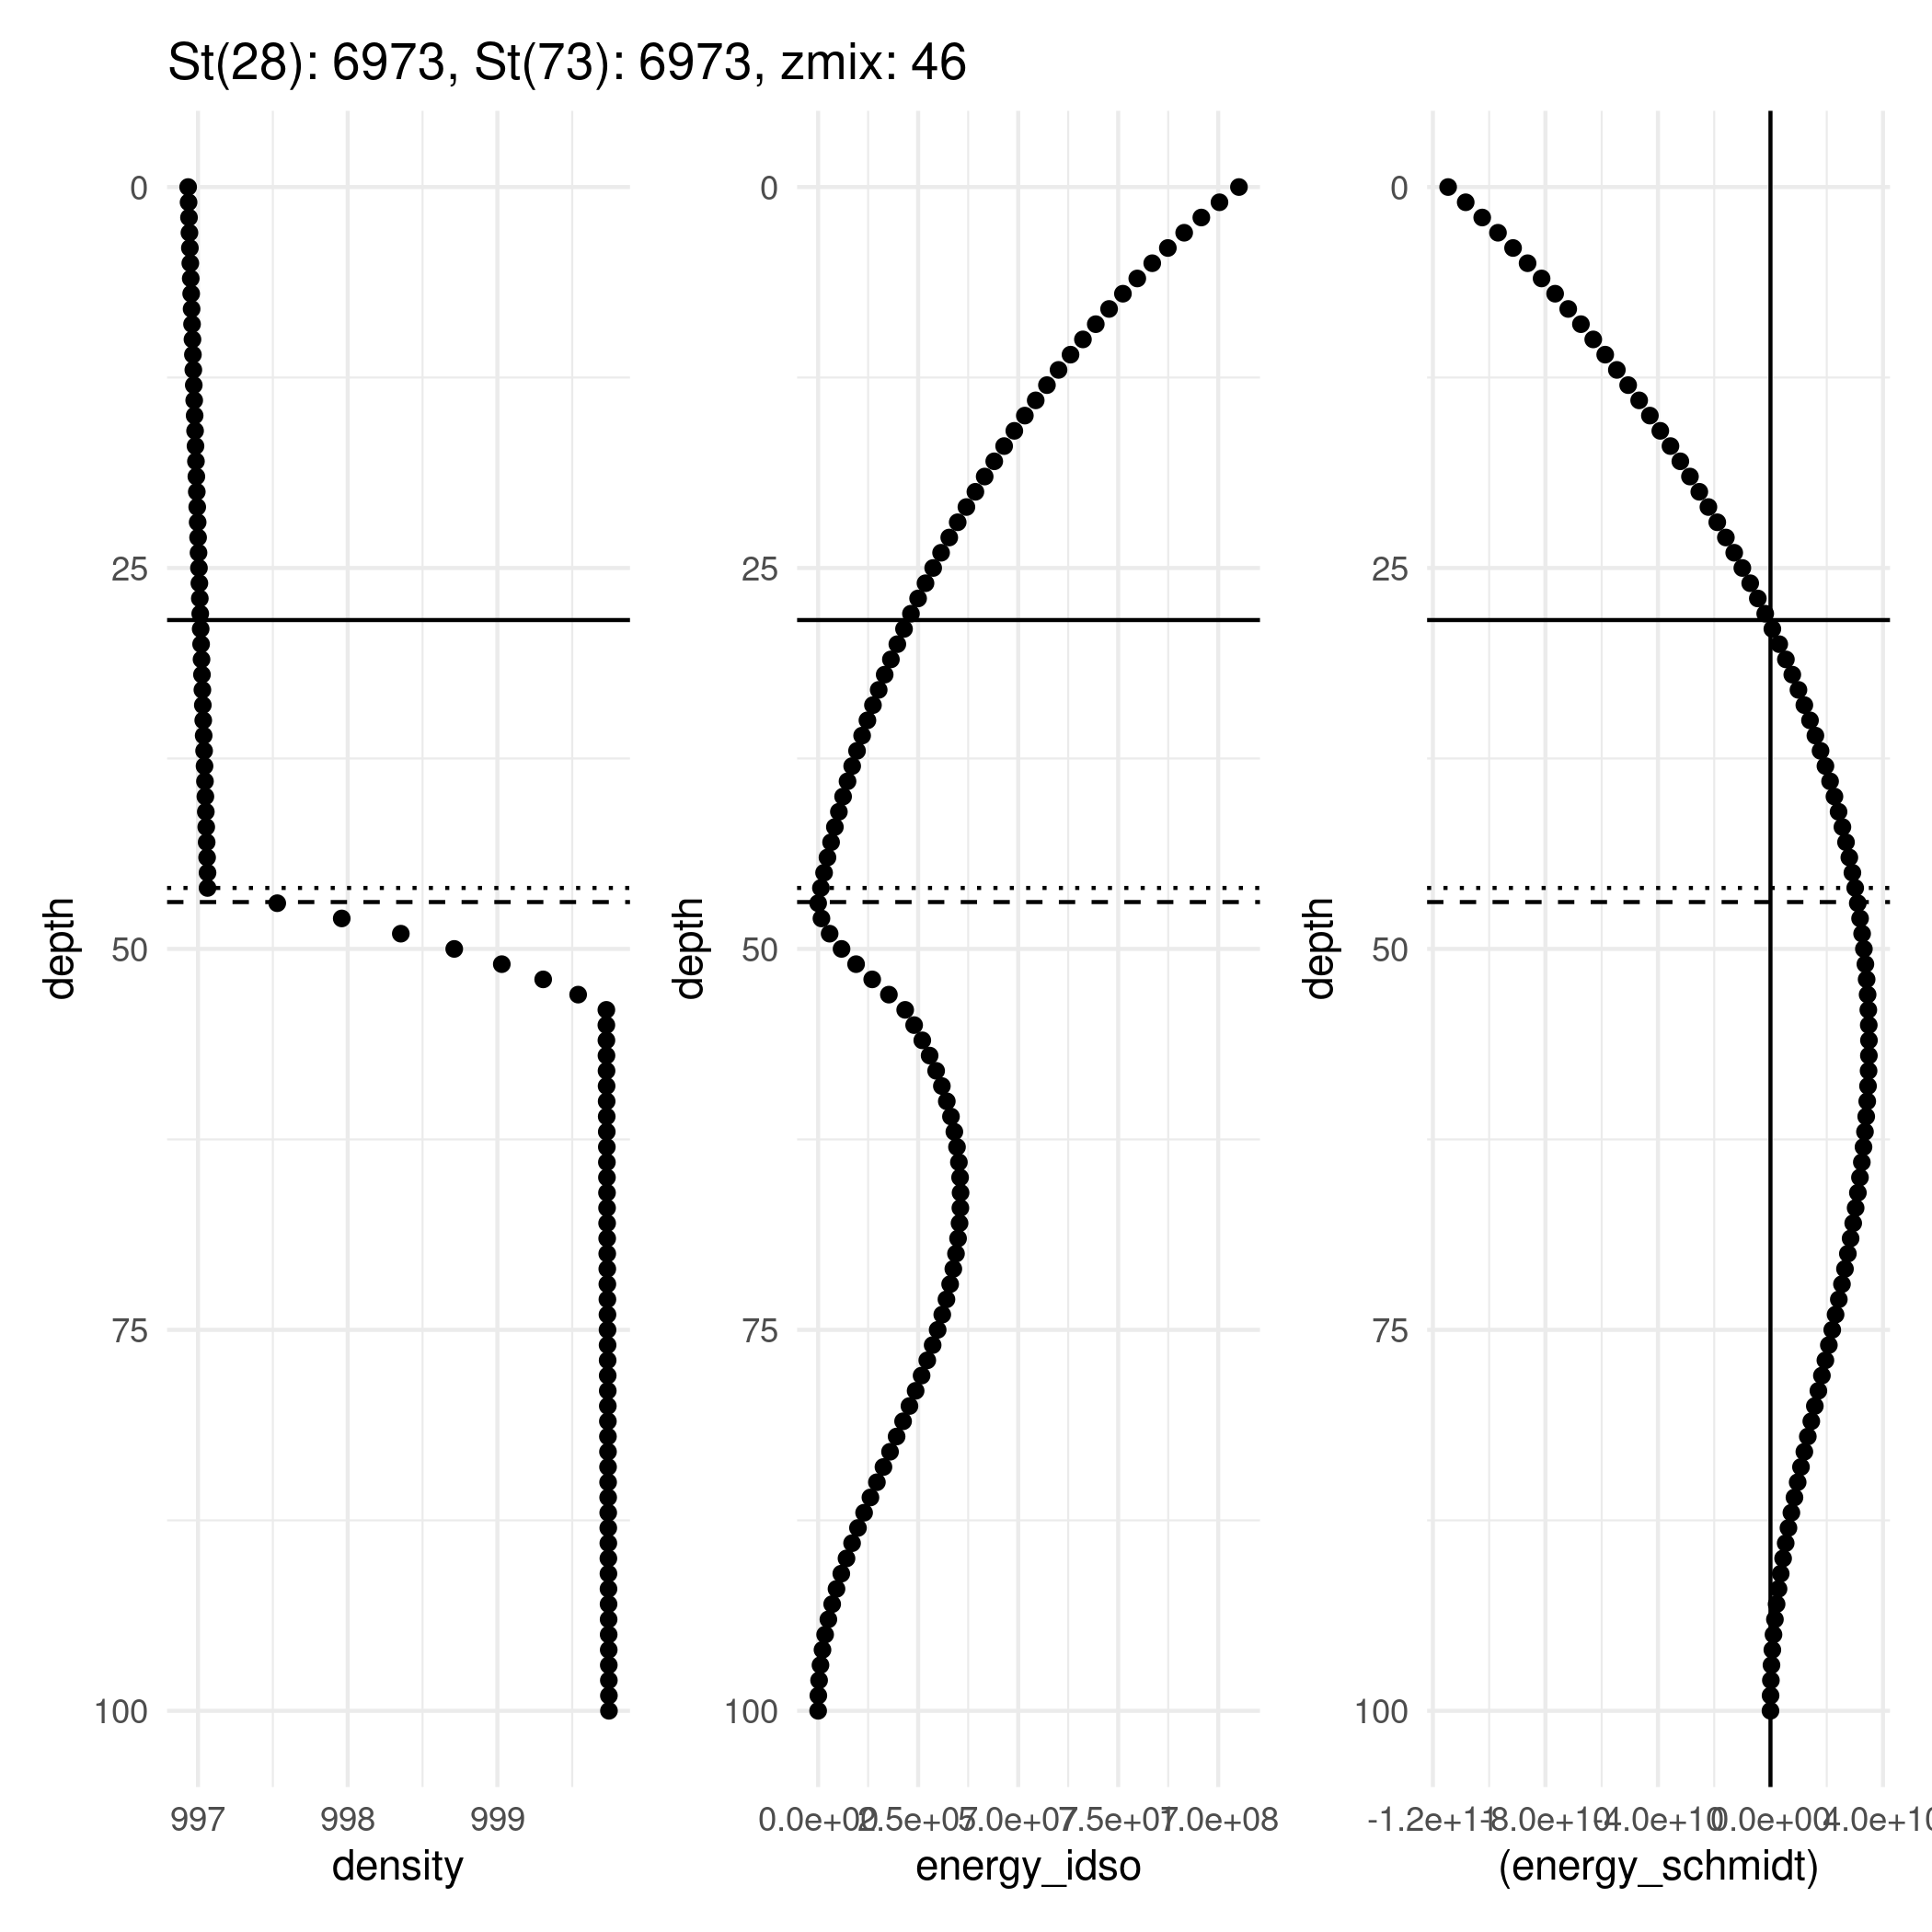 St(28): 6973, St(73): 6973, zmix: 46
depth
0
25
50
75
100
997 998 999
density
depth
0
25
50
75
100
0.0e+00 2.5e+07 5.0e+07 7.5e+07 1.0e+08
energy_idso
depth
0
25
50
75
100
-1.2e+11 -8.0e+10 -4.0e+10 0.0e+00 4.0e+10
(energy_schmidt)